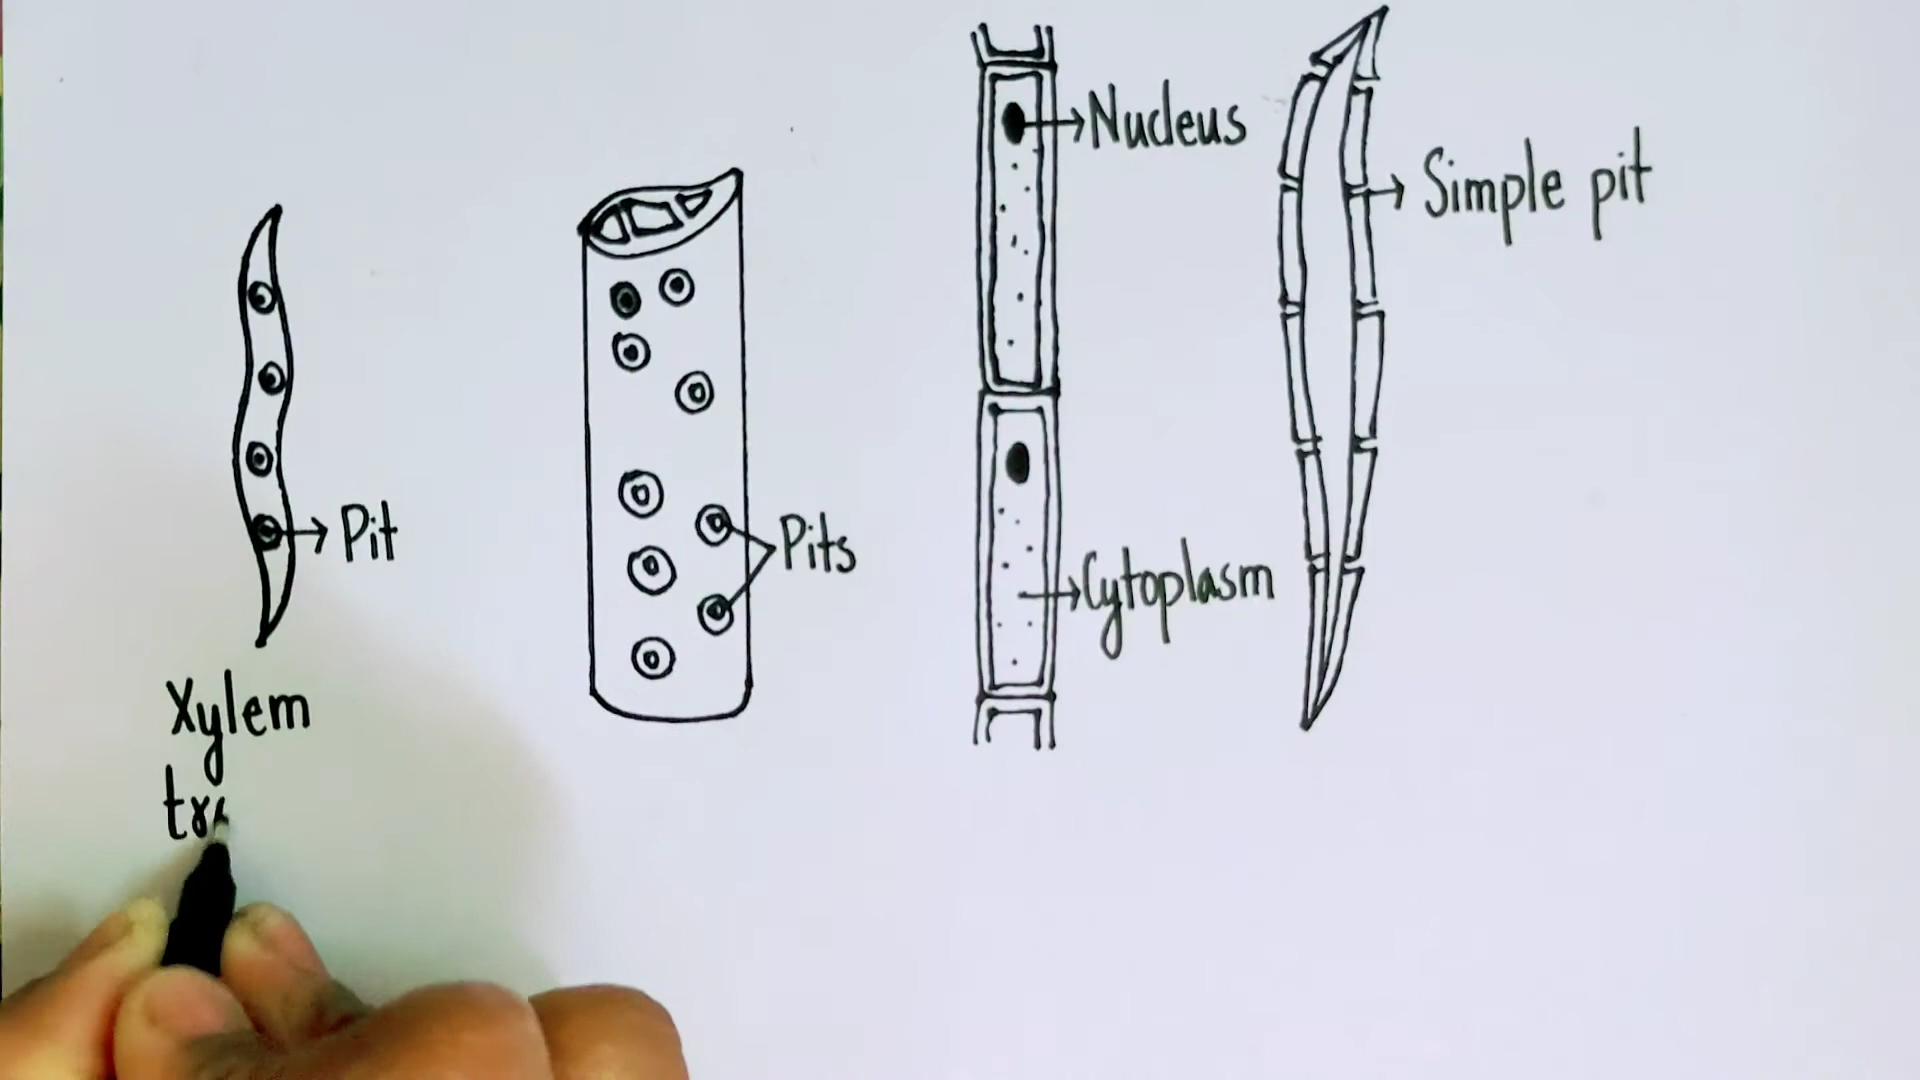 Nucleus
Simple pit
Pit
Pits
Cytoplasm
Xylem